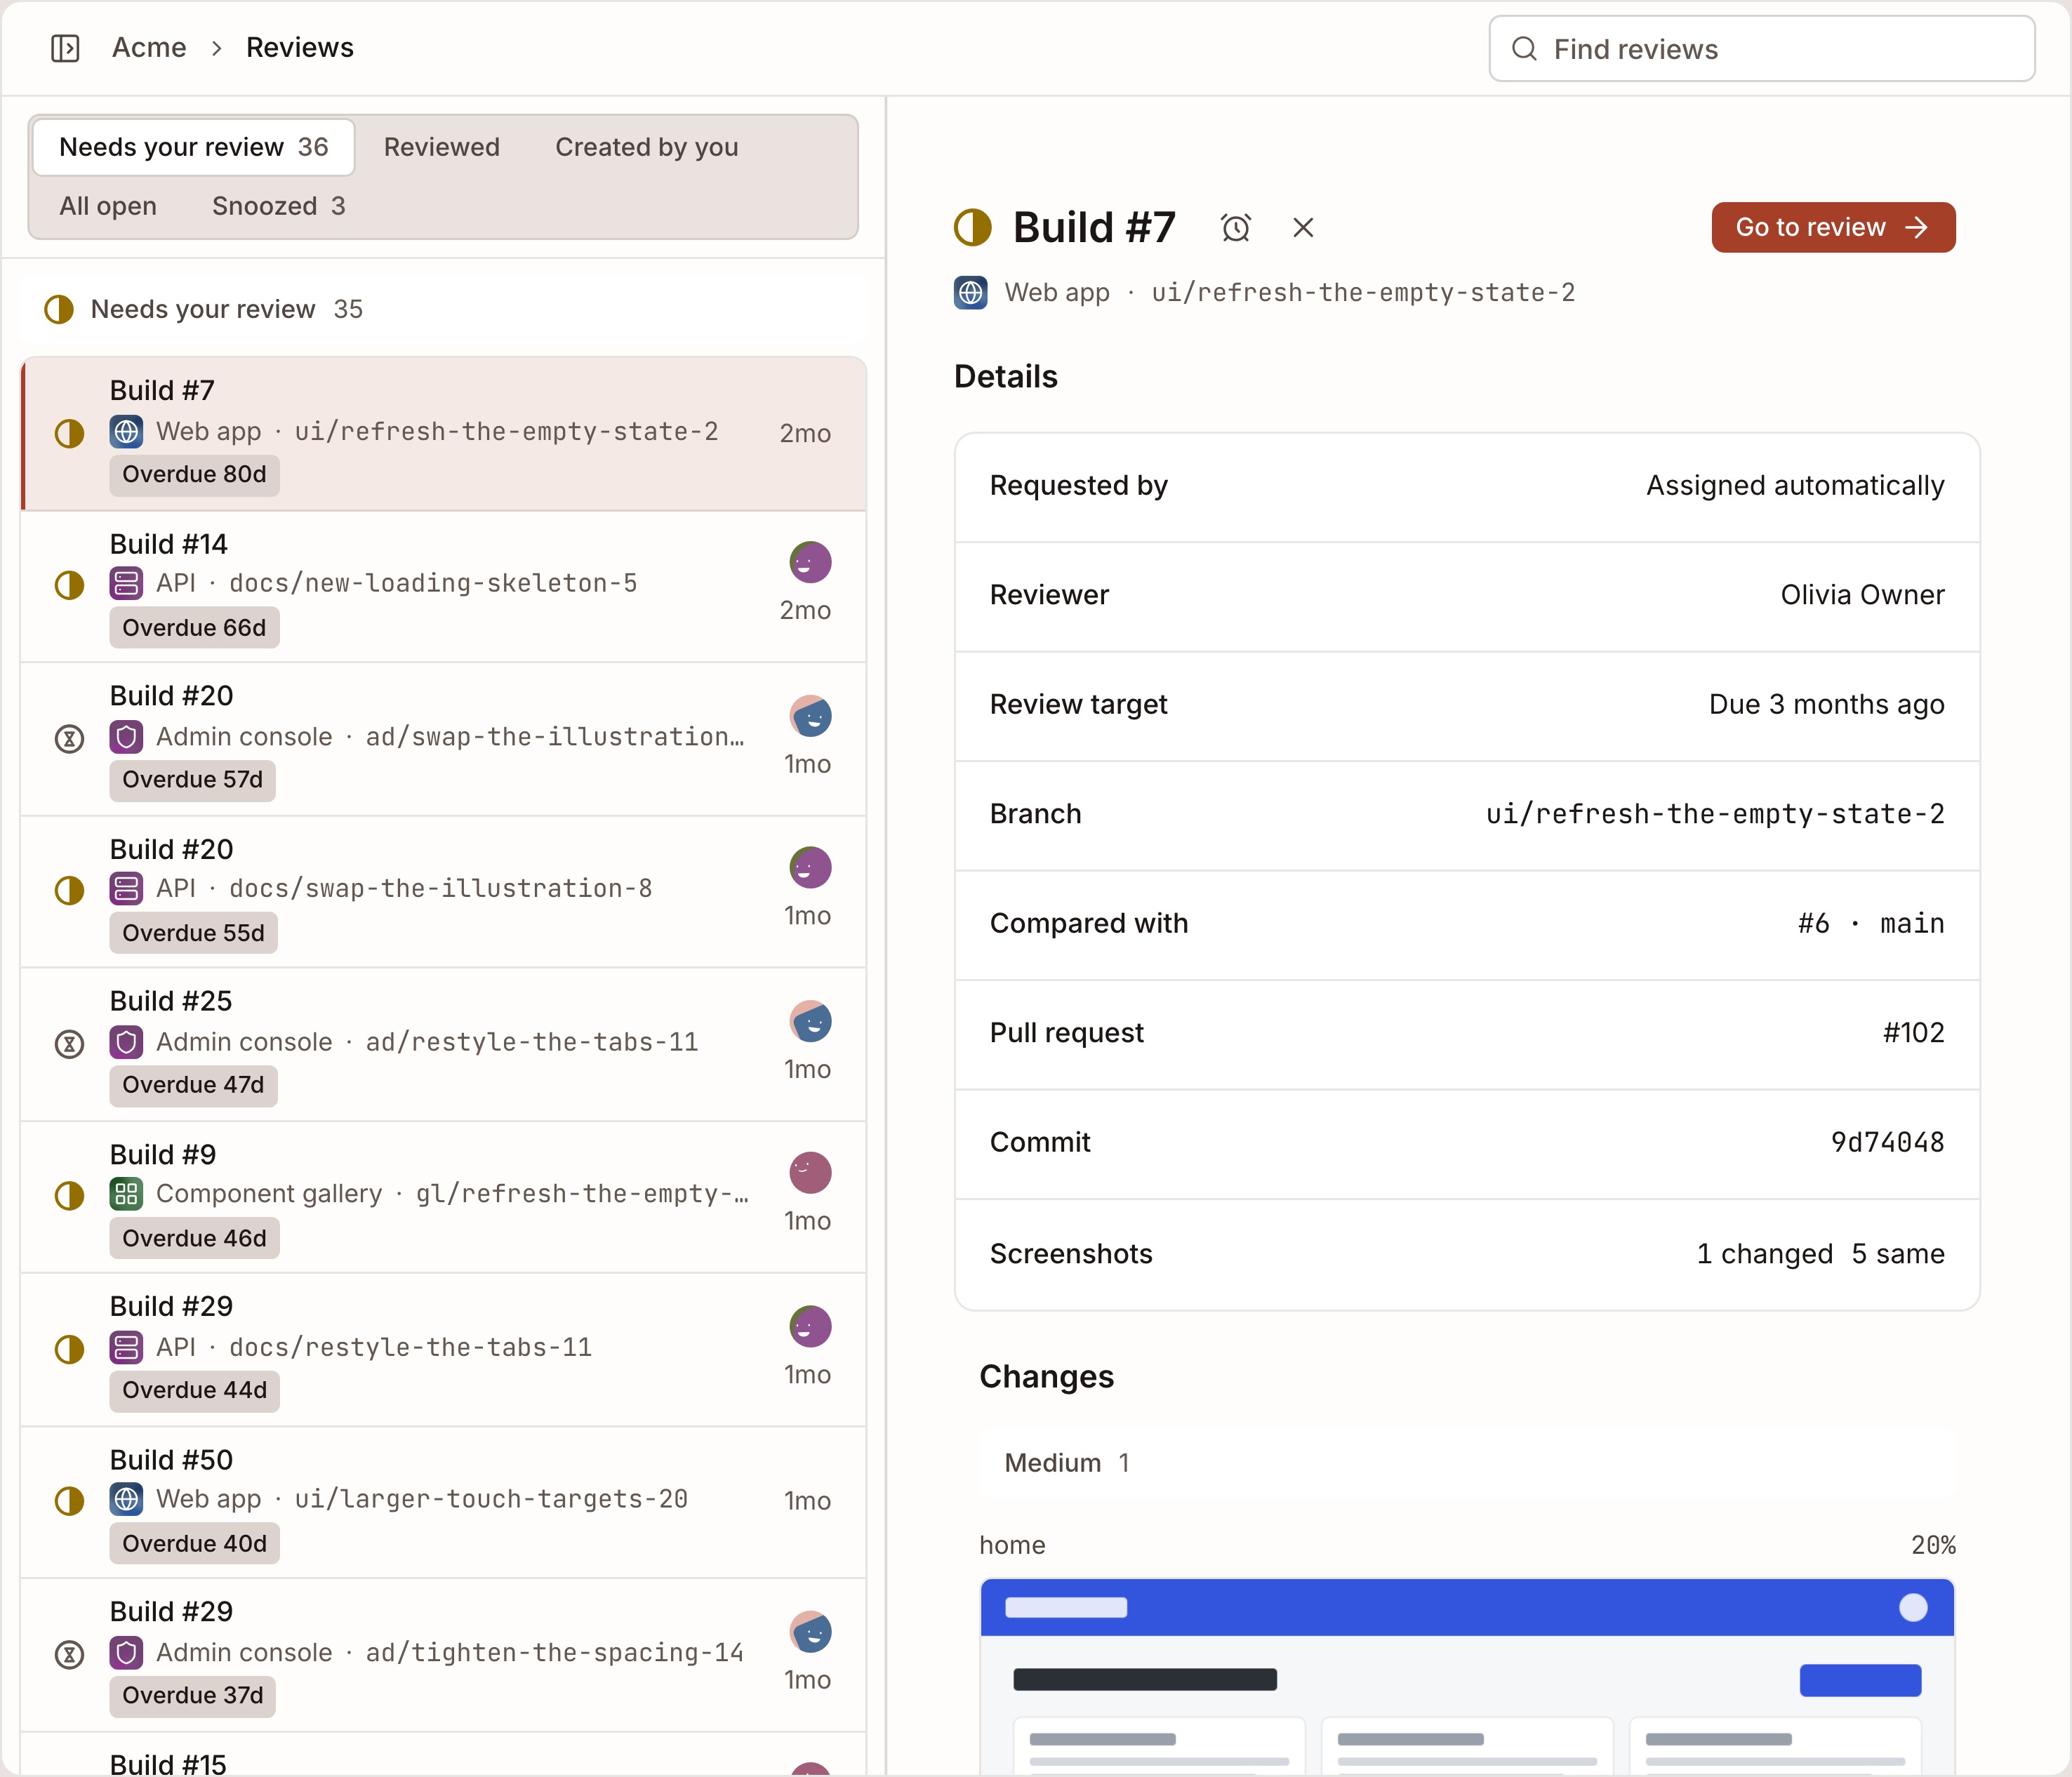 Acme › Reviews
Find reviews
Needs your review 36 Reviewed Created by you
All open Snoozed 3
Needs your review 35
Build #7
Web app · ui/refresh-the-empty-state-2
2mo
Overdue 80d
Build #14
API · docs/new-loading-skeleton-5
2mo
Overdue 66d
Build #20
Admin console · ad/swap-the-illustration…
1mo
Overdue 57d
Build #20
API · docs/swap-the-illustration-8
1mo
Overdue 55d
Build #25
Admin console · ad/restyle-the-tabs-11
1mo
Overdue 47d
Build #9
Component gallery · gl/refresh-the-empty-…
1mo
Overdue 46d
Build #29
API · docs/restyle-the-tabs-11
1mo
Overdue 44d
Build #50
Web app · ui/larger-touch-targets-20
1mo
Overdue 40d
Build #29
Admin console · ad/tighten-the-spacing-14
1mo
Overdue 37d
Build #15
Build #7
Go to review
Web app · ui/refresh-the-empty-state-2
Details
Requested by Assigned automatically
Reviewer Olivia Owner
Review target Due 3 months ago
Branch ui/refresh-the-empty-state-2
Compared with #6 · main
Pull request #102
Commit 9d74048
Screenshots 1 changed 5 same
Changes
Medium 1
home 20%